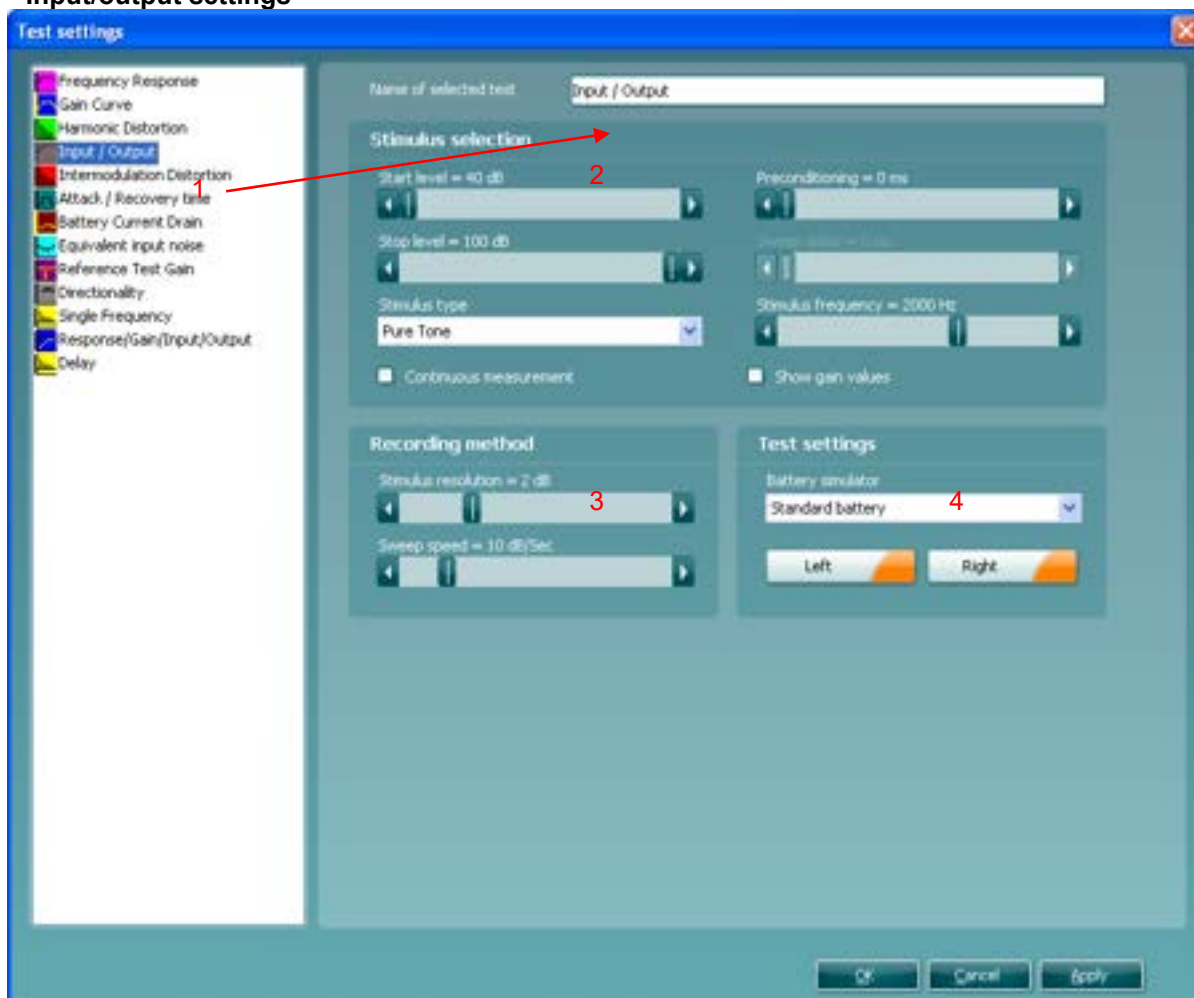 Input/output settings
Test settings
Frequency Response
Gain Curve
Harmonic Distortion
Input / Output
Intermodulation Distortion
1
Attack / Recovery time
Battery Current Drain
Equivalent input noise
Reference Test Gain
Directionality
Single Frequency
Response/Gain/Input/Output
Delay
Name of selected test
Input / Output
Stimulus selection
2
Start level = 40 dB
Preconditioning = 0 ms
Stop level = 100 dB
Stimulus type
Pure Tone
Stimulus frequency = 2000 Hz
Continuous measurement
Show gain values
Recording method
Stimulus resolution = 2 dB
3
Sweep speed = 10 dB/Sec
Test settings
Battery simulator
Standard battery
4
Left
Right
OK
Cancel
Apply